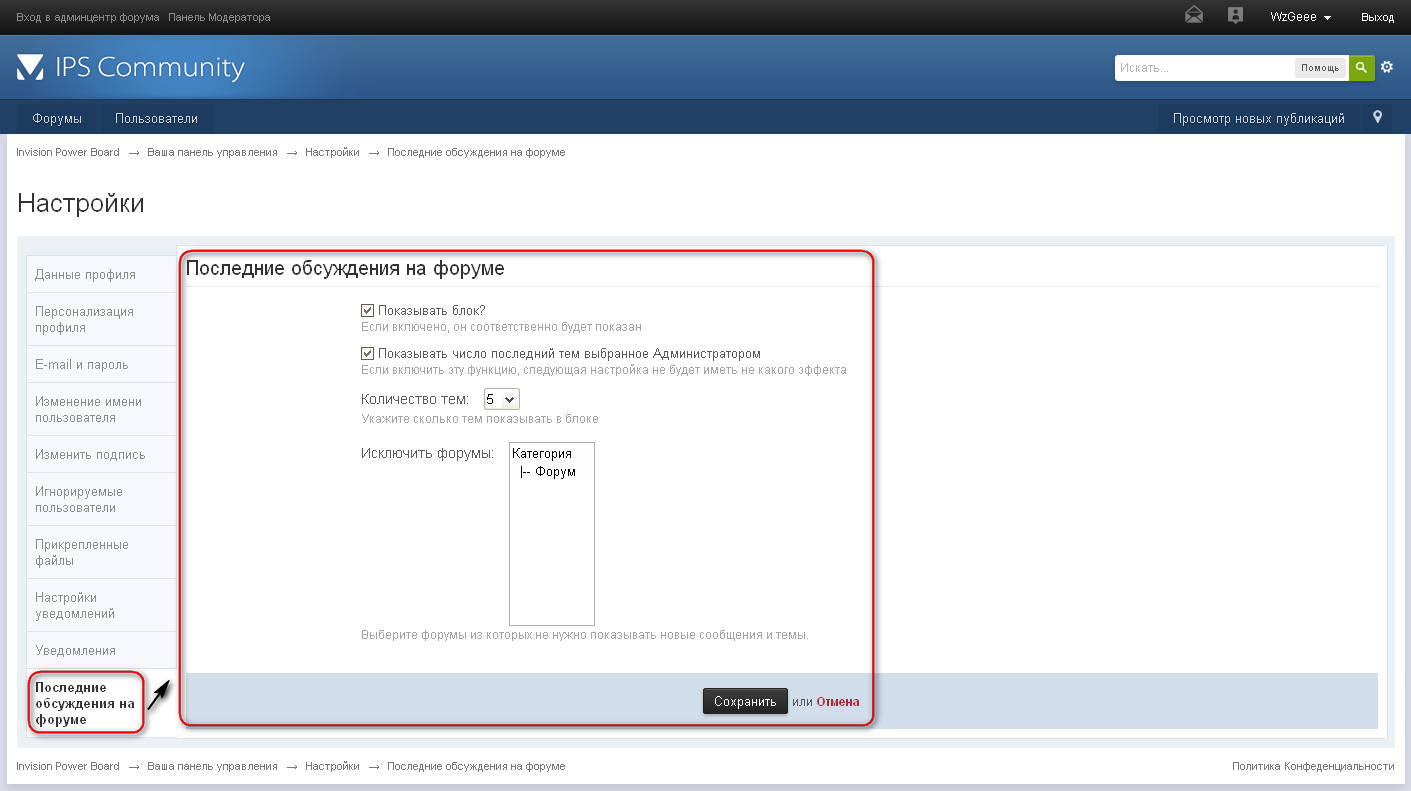 Вход в админцентр форума Панель Модератора WzGeee Выход
IPS Community
Искать... Помощь
Форумы Пользователи Просмотр новых публикаций
Invision Power Board → Ваша панель управления → Настройки → Последние обсуждения на форуме
Настройки
Данные профиля
Персонализация
профиля
E-mail и пароль
Изменение имени
пользователя
Изменить подпись
Игнорируемые
пользователи
Прикрепленные
файлы
Настройки
уведомлений
Уведомления
Последние
обсуждения на
форуме
Последние обсуждения на форуме
Показывать блок?
Если включено, он соответственно будет показан
Показывать число последний тем выбранное Администратором
Если включить эту функцию, следующая настройка не будет иметь не какого эффекта
Количество тем: 5
Укажите сколько тем показывать в блоке
Исключить форумы:
Категория
|-- Форум
Выберите форумы из которых не нужно показывать новые сообщения и темы.
Сохранить или Отмена
Invision Power Board → Ваша панель управления → Настройки → Последние обсуждения на форуме
Политика Конфеденциальности